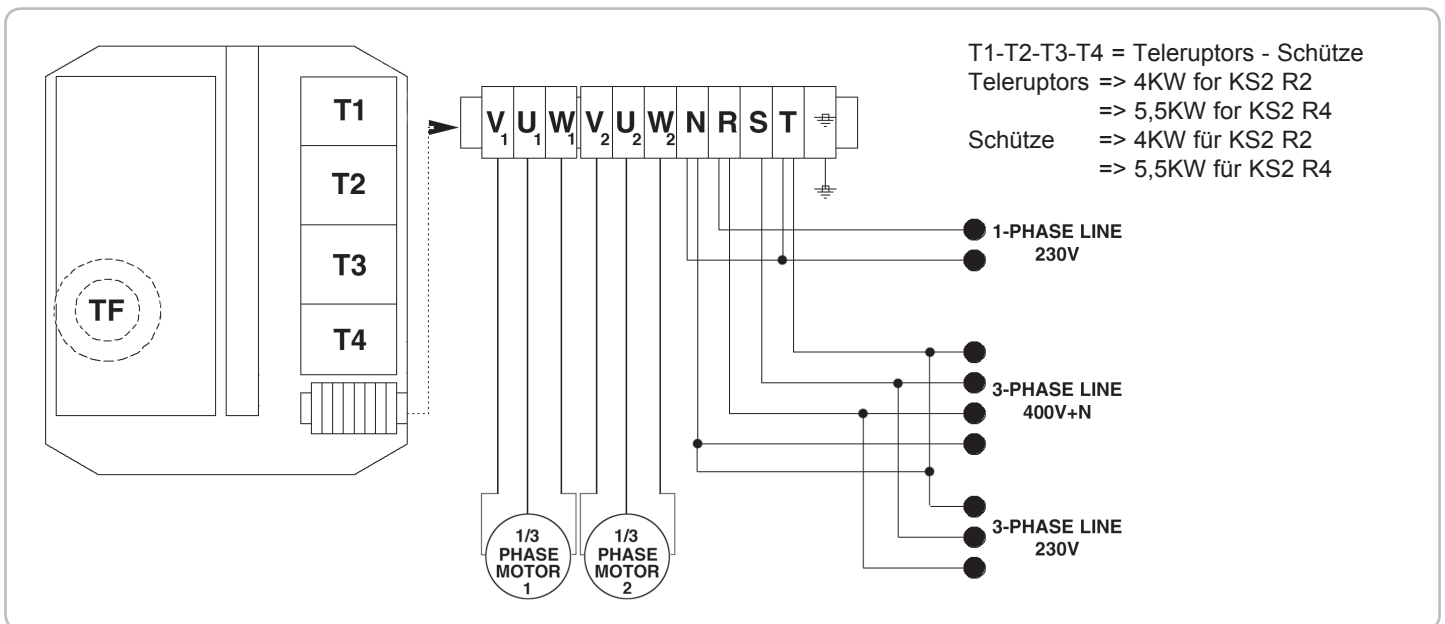 T1-T2-T3-T4 = Teleruptors - Schütze
Teleruptors => 4KW for KS2 R2
=> 5,5KW for KS2 R4
Schütze => 4KW für KS2 R2
=> 5,5KW für KS2 R4
T1
T2
T3
T4
TF
V1 U1 W1 V2 U2 W2 N R S T
1-PHASE LINE
230V
3-PHASE LINE
400V+N
3-PHASE LINE
230V
1/3
PHASE
MOTOR
1
1/3
PHASE
MOTOR
2